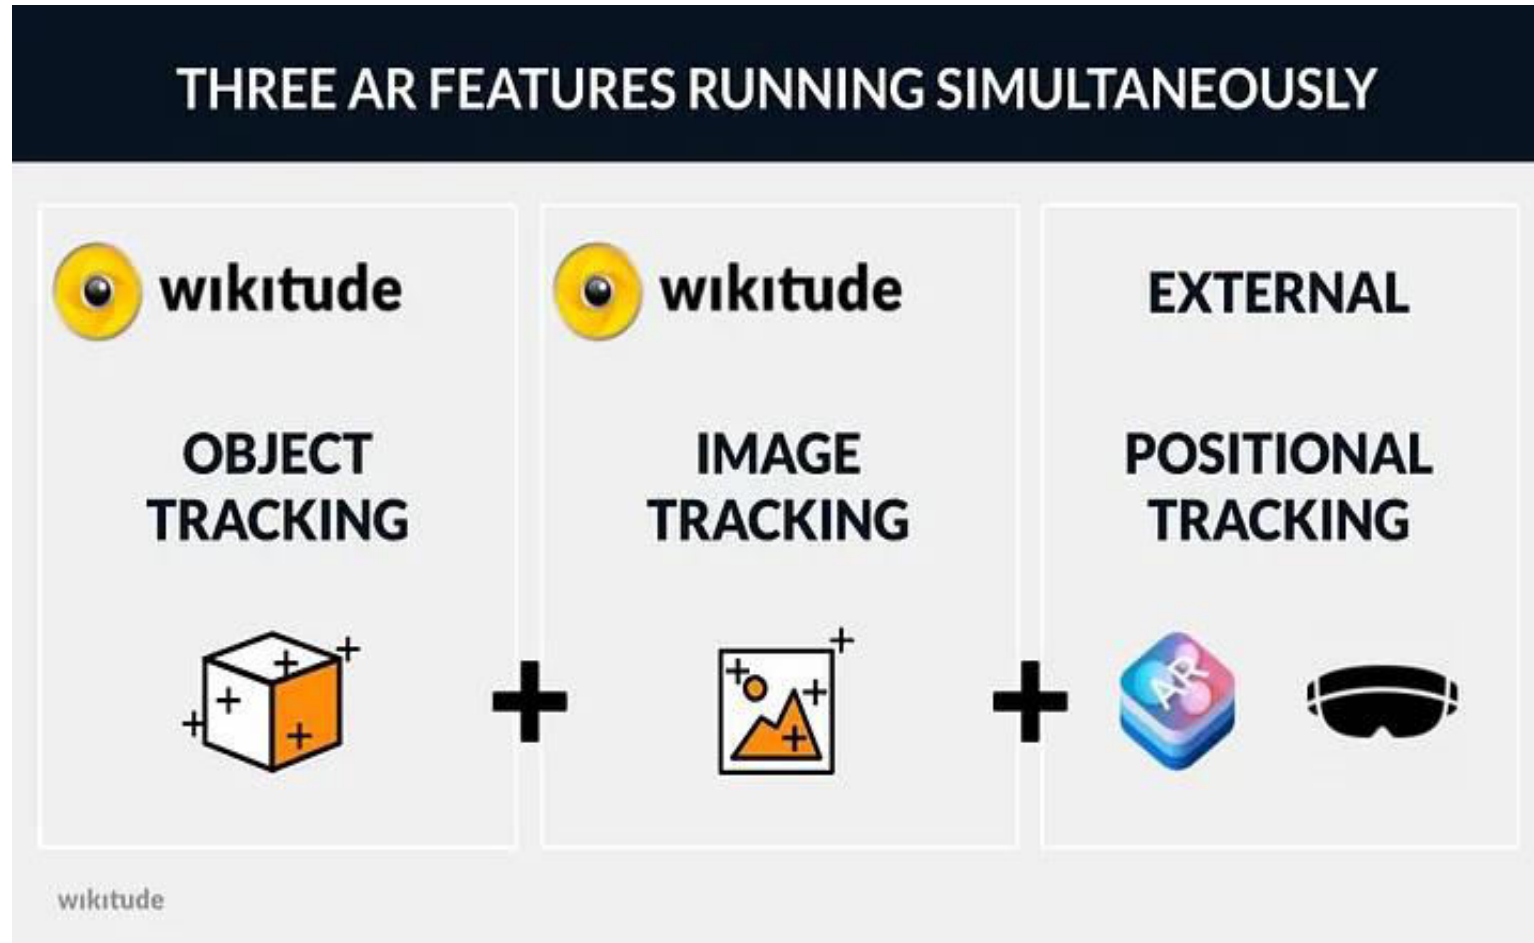 THREE AR FEATURES RUNNING SIMULTANEOUSLY
wikitude
OBJECT
TRACKING
wikitude
IMAGE
TRACKING
EXTERNAL
POSITIONAL
TRACKING
AR
wikitude